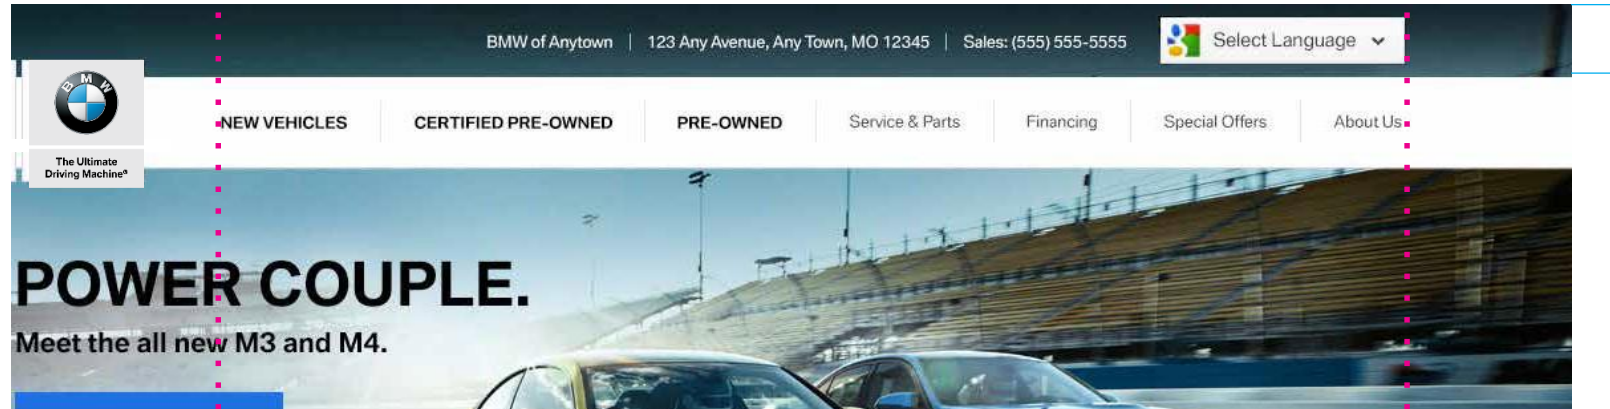 BMW of Anytown | 123 Any Avenue, Any Town, MO 12345 | Sales: (555) 555-5555 Select Language
BMW
NEW VEHICLES CERTIFIED PRE-OWNED PRE-OWNED Service & Parts Financing Special Offers About Us
The Ultimate
Driving Machine®
POWER COUPLE.
Meet the all new M3 and M4.